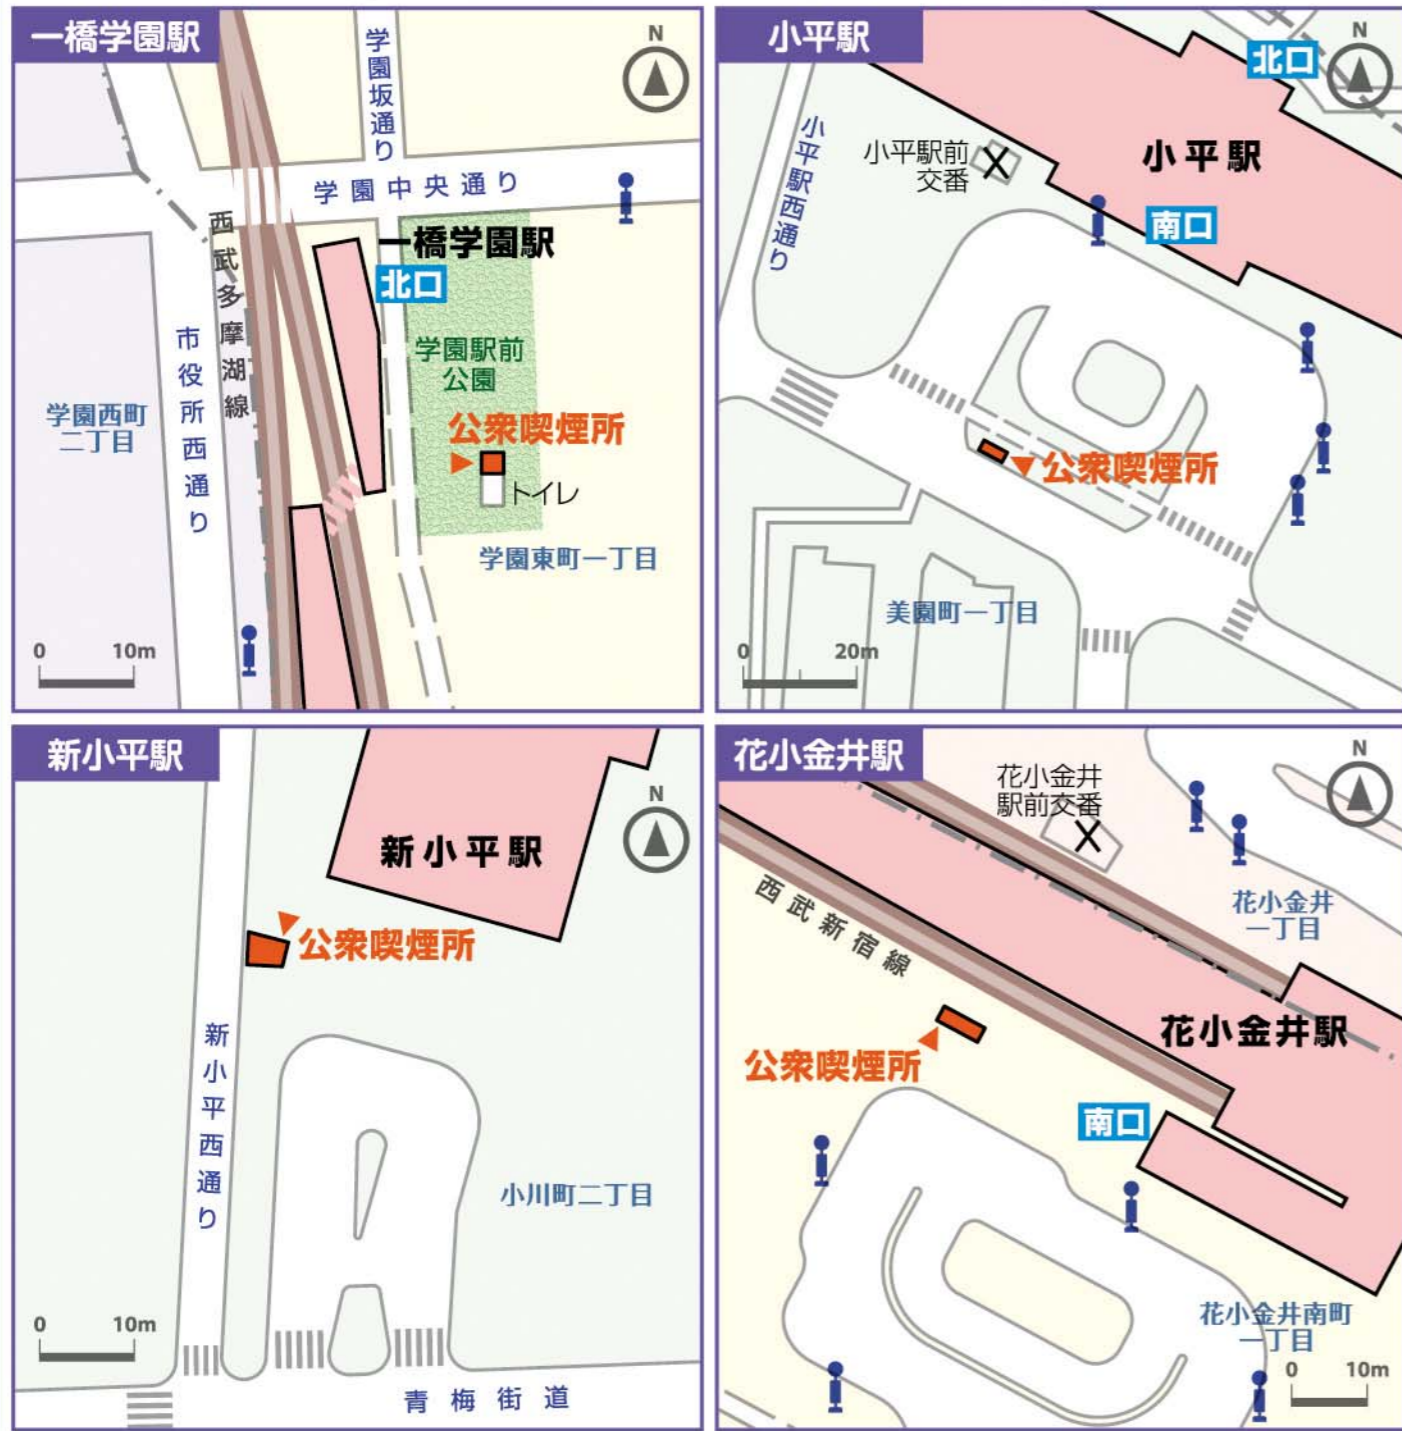 一橋学園駅
N
学園坂通り
学園中央通り
一橋学園駅
北口
西武多摩湖線
市役所西通り
学園駅前
公園
学園西町
二丁目
公衆喫煙所
トイレ
学園東町一丁目
0 10m
小平駅
北口
N
小平駅西通り
小平駅前
交番
小平駅
南口
公衆喫煙所
美園町一丁目
0 20m
新小平駅
N
新小平駅
公衆喫煙所
新小平西通り
小川町二丁目
0 10m
青梅街道
花小金井駅
N
花小金井
駅前交番
西武新宿線
花小金井
一丁目
花小金井駅
公衆喫煙所
南口
花小金井南町
一丁目
0 10m